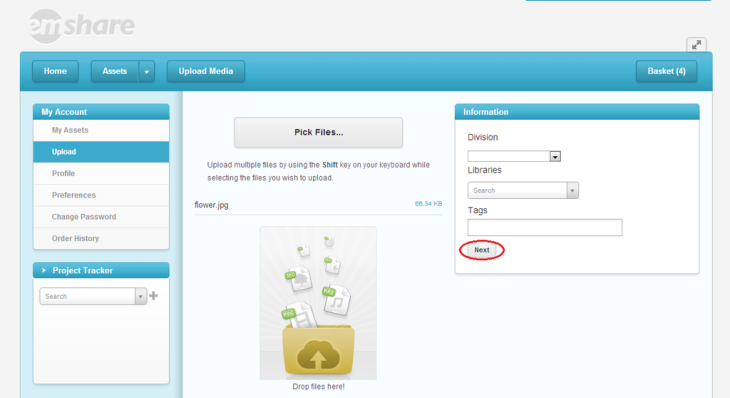 emshare
Home
Assets
Upload Media
Basket (4)
My Account
My Assets
Upload
Profile
Preferences
Change Password
Order History
Project Tracker
Search
Pick Files...
Upload multiple files by using the Shift key on your keyboard while
selecting the files you wish to upload.
flower.jpg
66.34 KB
Drop files here!
Information
Division
Libraries
Search
Tags
Next